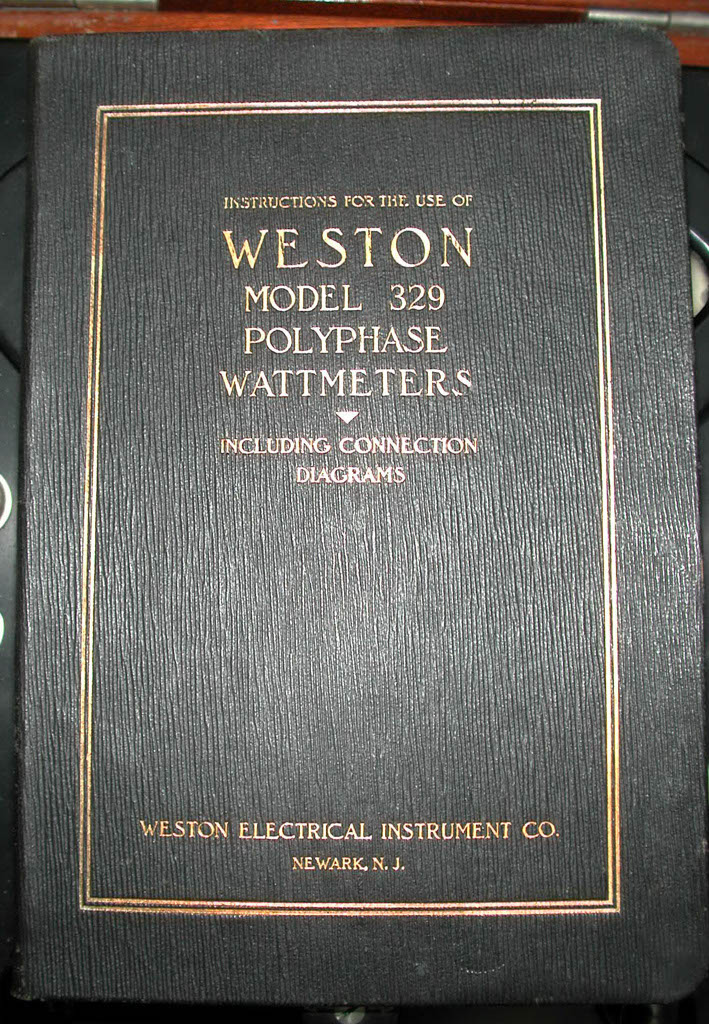 INSTRUCTIONS FOR THE USE OF
WESTON
MODEL 329
POLYPHASE
WATTMETERS
INCLUDING CONNECTION
DIAGRAMS
WESTON ELECTRICAL INSTRUMENT CO.
NEWARK, N. J.